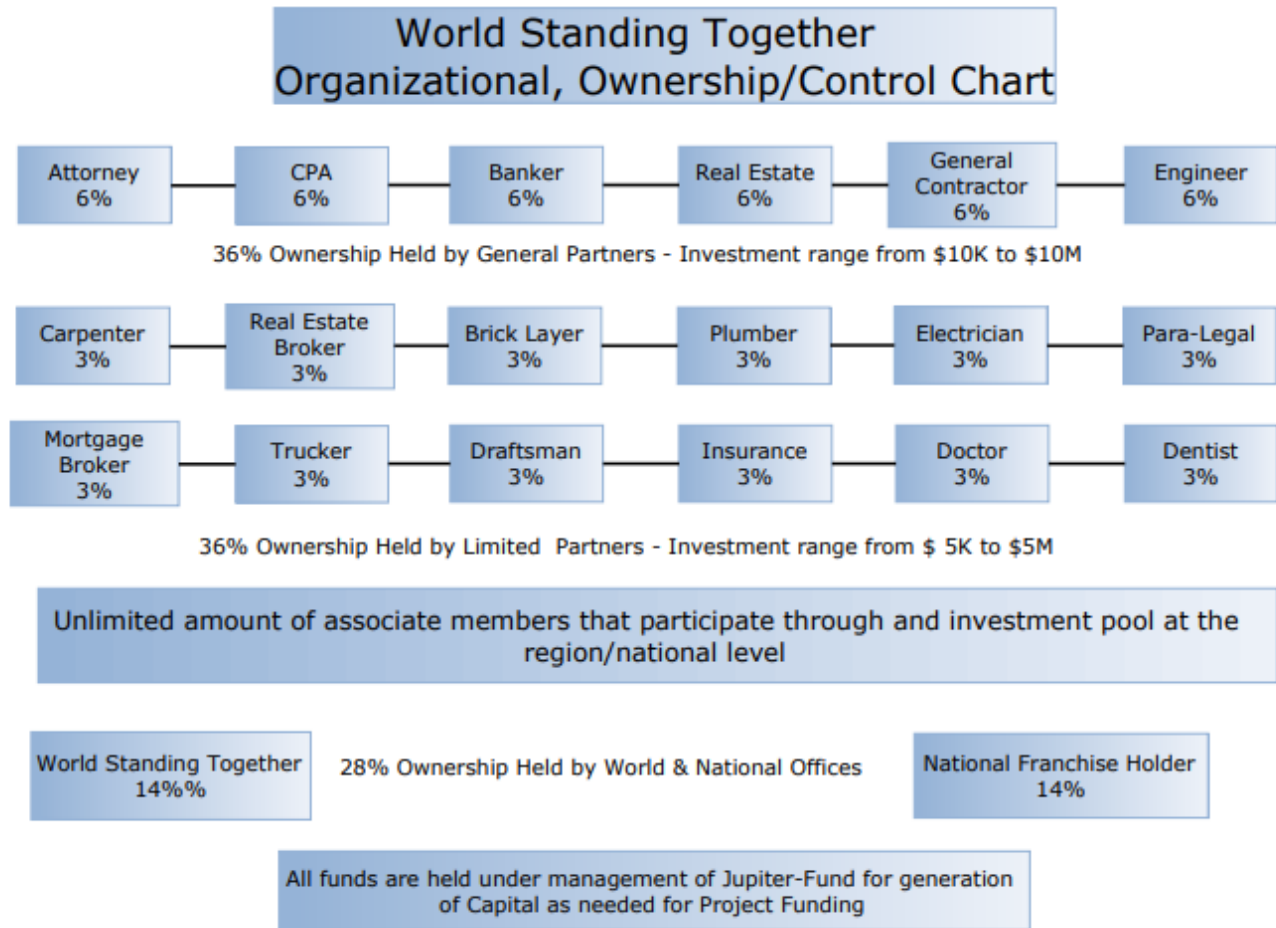 World Standing Together
Organizational, Ownership/Control Chart
Attorney
6%
CPA
6%
Banker
6%
Real Estate
6%
General
Contractor
6%
Engineer
6%
36% Ownership Held by General Partners - Investment range from $10K to $10M
Carpenter
3%
Real Estate
Broker
3%
Brick Layer
3%
Plumber
3%
Electrician
3%
Para-Legal
3%
Mortgage
Broker
3%
Trucker
3%
Draftsman
3%
Insurance
3%
Doctor
3%
Dentist
3%
36% Ownership Held by Limited  Partners - Investment range from $ 5K to $5M
Unlimited amount of associate members that participate through and investment pool at the
region/national level
World Standing Together
14%%
28% Ownership Held by World & National Offices
National Franchise Holder
14%
All funds are held under management of Jupiter-Fund for generation
of Capital as needed for Project Funding